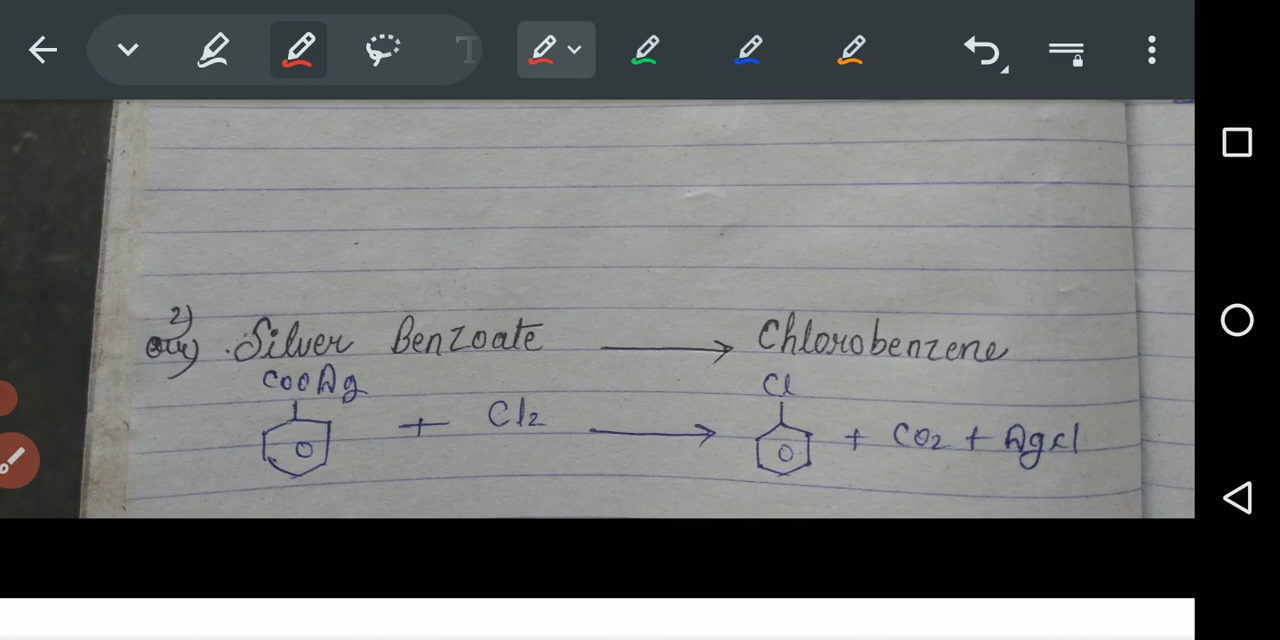 2)
Silver Benzoate ⟶ Chlorobenzene
COOAg Cl
+ Cl2 ⟶ + CO2 + AgCl